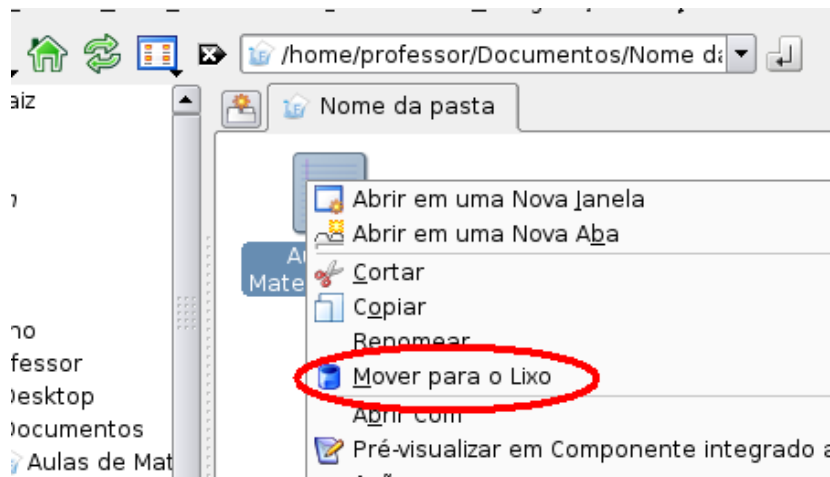 /home/professor/Documentos/Nome da
aiz
Nome da pasta
Abrir em uma Nova Janela
Abrir em uma Nova Aba
Mate
Cortar
Copiar
Renomear
Mover para o Lixo
Abrir Com
Pré-visualizar em Componente integrado a
no
fessor
Desktop
Documentos
Aulas de Mat